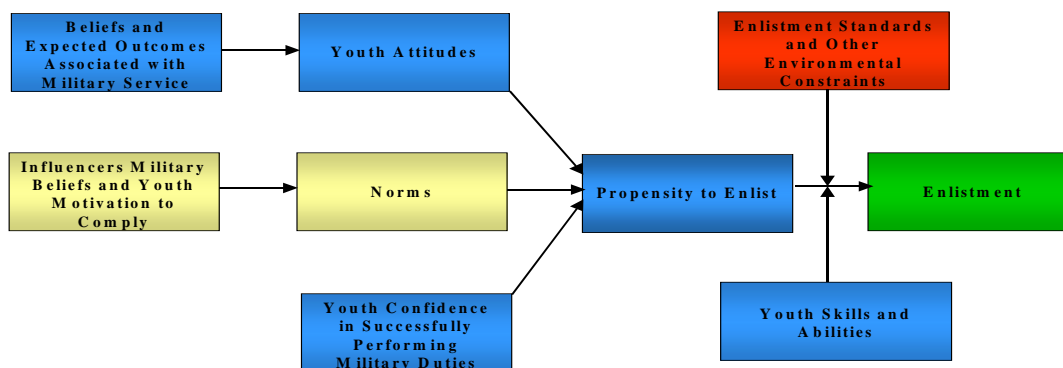 Beliefs and
Expected Outcomes
Associated with
Military Service
Youth Attitudes
Enlistment Standards
and Other
Environmental
Constraints
Influencers Military
Beliefs and Youth
Motivation to
Comply
Norms
Propensity to Enlist
Enlistment
Youth Confidence
in Successfully
Performing
Military Duties
Youth Skills and
Abilities